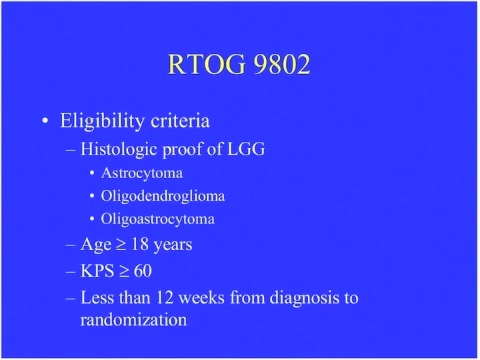 RTOG 9802
• Eligibility criteria
– Histologic proof of LGG
• Astrocytoma
• Oligodendroglioma
• Oligoastrocytoma
– Age ≥ 18 years
– KPS ≥ 60
– Less than 12 weeks from diagnosis to
randomization